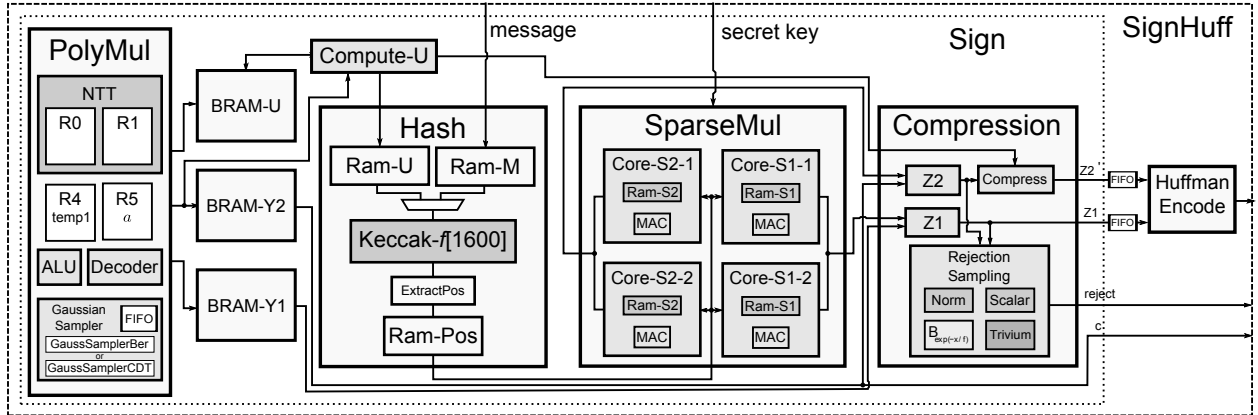 message
secret key
Sign
SignHuff
PolyMul
NTT
R0
R1
R4
temp1
R5
a
ALU
Decoder
Gaussian
Sampler
FIFO
GaussSamplerBer
or
GaussSamplerCDT
BRAM-U
BRAM-Y2
BRAM-Y1
Compute-U
Hash
Ram-U
Ram-M
Keccak-f[1600]
ExtractPos
Ram-Pos
SparseMul
Core-S2-1
Ram-S2
MAC
Core-S1-1
Ram-S1
MAC
Core-S2-2
Ram-S2
MAC
Core-S1-2
Ram-S1
MAC
Compression
Z2
Compress
Z1
Rejection
Sampling
Norm
Scalar
B exp(-x/f)
Trivium
Z2'
FIFO
Z1
FIFO
Huffman
Encode
reject
c